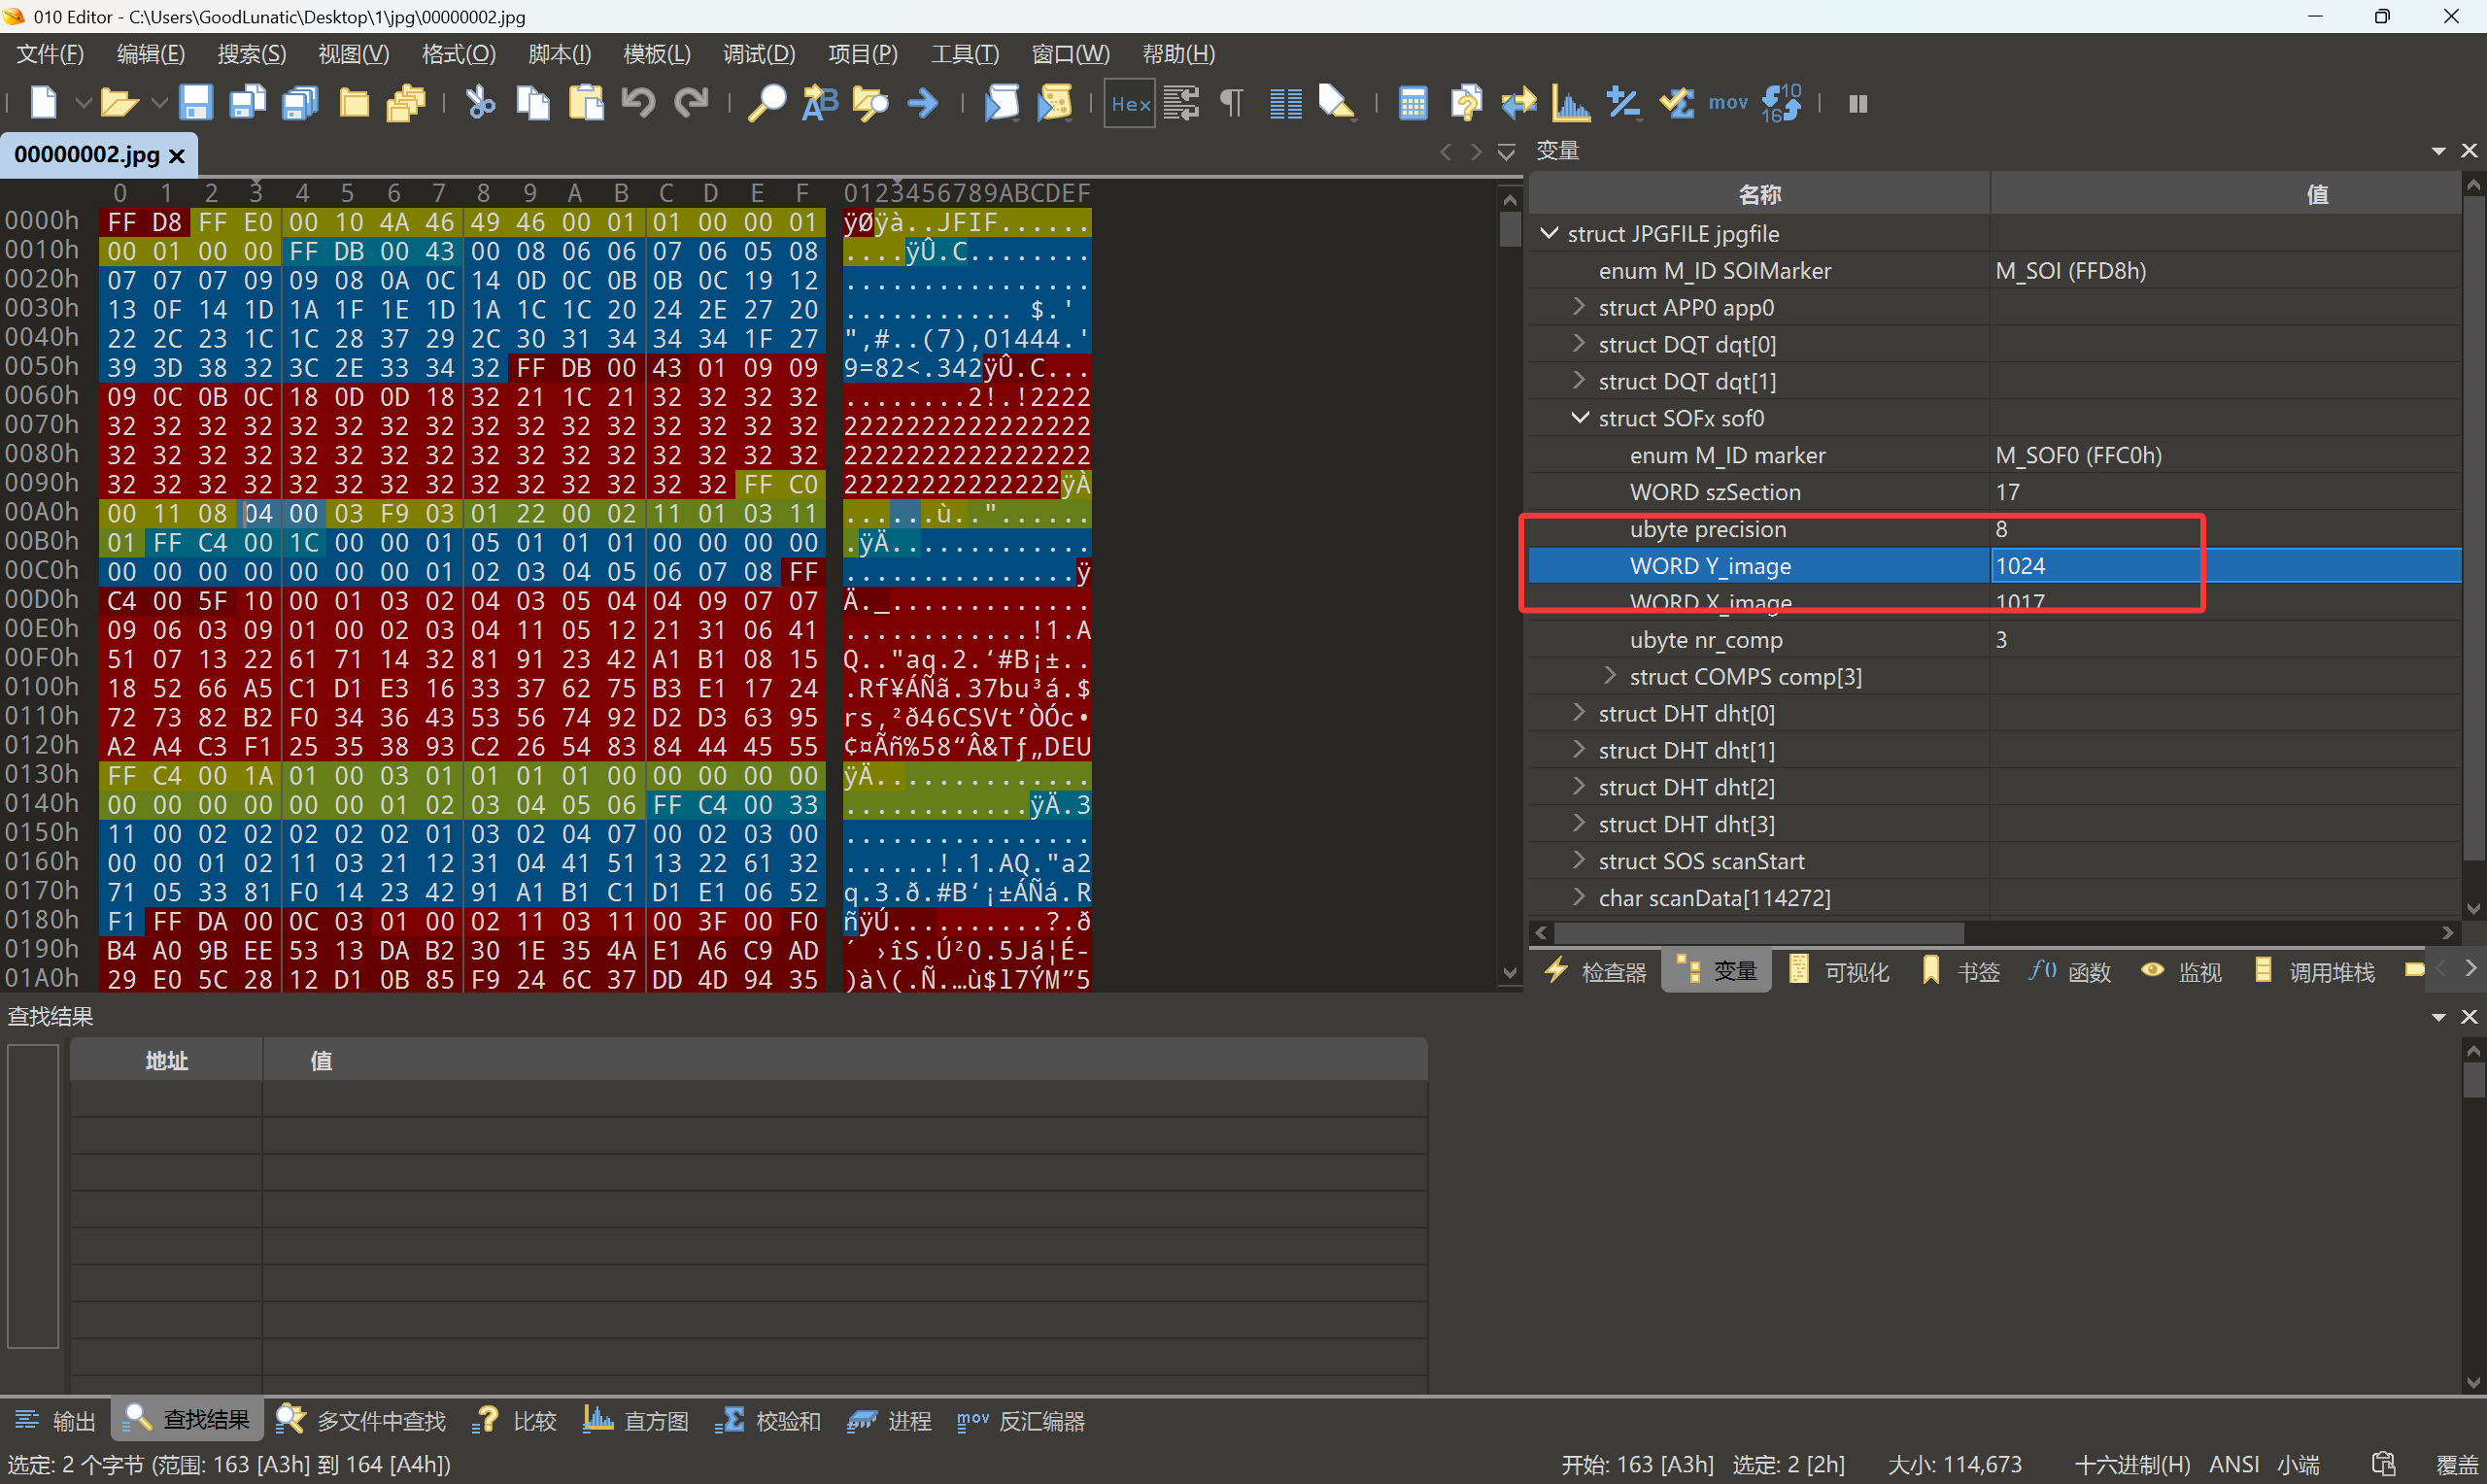 010 Editor - C:\Users\GoodLunatic\Desktop\1\jpg\00000002.jpg
文件(F) 编辑(E) 搜索(S) 视图(V) 格式(O) 脚本(I) 模板(L) 调试(D) 项目(P) 工具(T) 窗口(W) 帮助(H)
Hex mov 10 16
00000002.jpg
0 1 2 3 4 5 6 7 8 9 A B C D E F 0123456789ABCDEF
0000h FF D8 FF E0 00 10 4A 46 49 46 00 01 01 00 00 01 ÿØÿà..JFIF......
0010h 00 01 00 00 FF DB 00 43 00 08 06 06 07 06 05 08 ....ÿÛ.C........
0020h 07 07 07 09 09 08 0A 0C 14 0D 0C 0B 0B 0C 19 12 ................
0030h 13 0F 14 1D 1A 1F 1E 1D 1A 1C 1C 20 24 2E 27 20 ........... $.'
0040h 22 2C 23 1C 1C 28 37 29 2C 30 31 34 34 34 1F 27 ",#..(7),01444.'
0050h 39 3D 38 32 3C 2E 33 34 32 FF DB 00 43 01 09 09 9=82<.342ÿÛ.C...
0060h 09 0C 0B 0C 18 0D 0D 18 32 21 1C 21 32 32 32 32 ........2!.!2222
0070h 32 32 32 32 32 32 32 32 32 32 32 32 32 32 32 32 2222222222222222
0080h 32 32 32 32 32 32 32 32 32 32 32 32 32 32 32 32 2222222222222222
0090h 32 32 32 32 32 32 32 32 32 32 32 32 32 32 FF C0 22222222222222ÿÀ
00A0h 00 11 08 04 00 03 F9 03 01 22 00 02 11 01 03 11 ......ù.."......
00B0h 01 FF C4 00 1C 00 00 01 05 01 01 01 00 00 00 00 .ÿÄ.............
00C0h 00 00 00 00 00 00 00 01 02 03 04 05 06 07 08 FF ...............ÿ
00D0h C4 00 5F 10 00 01 03 02 04 03 05 04 04 09 07 07 Ä._.............
00E0h 09 06 03 09 01 00 02 03 04 11 05 12 21 31 06 41 ............!1.A
00F0h 51 07 13 22 61 71 14 32 81 91 23 42 A1 B1 08 15 Q.."aq.2.‘#B¡±..
0100h 18 52 66 A5 C1 D1 E3 16 33 37 62 75 B3 E1 17 24 .Rf¥ÁÑã.37bu³á.$
0110h 72 73 82 B2 F0 34 36 43 53 56 74 92 D2 D3 63 95 rs‚²ð46CSVt’ÒÓc•
0120h A2 A4 C3 F1 25 35 38 93 C2 26 54 83 84 44 45 55 ¢¤Ãñ%58“Â&Tƒ„DEU
0130h FF C4 00 1A 01 00 03 01 01 01 01 00 00 00 00 00 ÿÄ..............
0140h 00 00 00 00 00 00 01 02 03 04 05 06 FF C4 00 33 ............ÿÄ.3
0150h 11 00 02 02 02 02 02 01 03 02 04 07 00 02 03 00 ................
0160h 00 00 01 02 11 03 21 12 31 04 41 51 13 22 61 32 ......!.1.AQ."a2
0170h 71 05 33 81 F0 14 23 42 91 A1 B1 C1 D1 E1 06 52 q.3.ð.#B‘¡±ÁÑá.R
0180h F1 FF DA 00 0C 03 01 00 02 11 03 11 00 3F 00 F0 ñÿÚ..........?.ð
0190h B4 A0 9B EE 53 13 DA B2 30 1E 35 4A E1 A6 C9 AD ´ ›îS.Ú²0.5Já¦É-
01A0h 29 E0 5C 28 12 D1 0B 85 F9 24 6C 37 DD 4D 94 35 )à\(.Ñ.…ù$l7ÝM”5
变量
名称 值
struct JPGFILE jpgfile
enum M_ID SOIMarker M_SOI (FFD8h)
struct APP0 app0
struct DQT dqt[0]
struct DQT dqt[1]
struct SOFx sof0
enum M_ID marker M_SOF0 (FFC0h)
WORD szSection 17
ubyte precision 8
WORD Y_image 1024
WORD X_image 1017
ubyte nr_comp 3
struct COMPS comp[3]
struct DHT dht[0]
struct DHT dht[1]
struct DHT dht[2]
struct DHT dht[3]
struct SOS scanStart
char scanData[114272]
检查器 变量 可视化 书签 f() 函数 监视 调用堆栈
查找结果
地址 值
输出 查找结果 多文件中查找 比较 直方图 校验和 进程 mov 反汇编器
选定: 2 个字节 (范围: 163 [A3h] 到 164 [A4h]) 开始: 163 [A3h] 选定: 2 [2h] 大小: 114,673 十六进制(H) ANSI 小端 覆盖